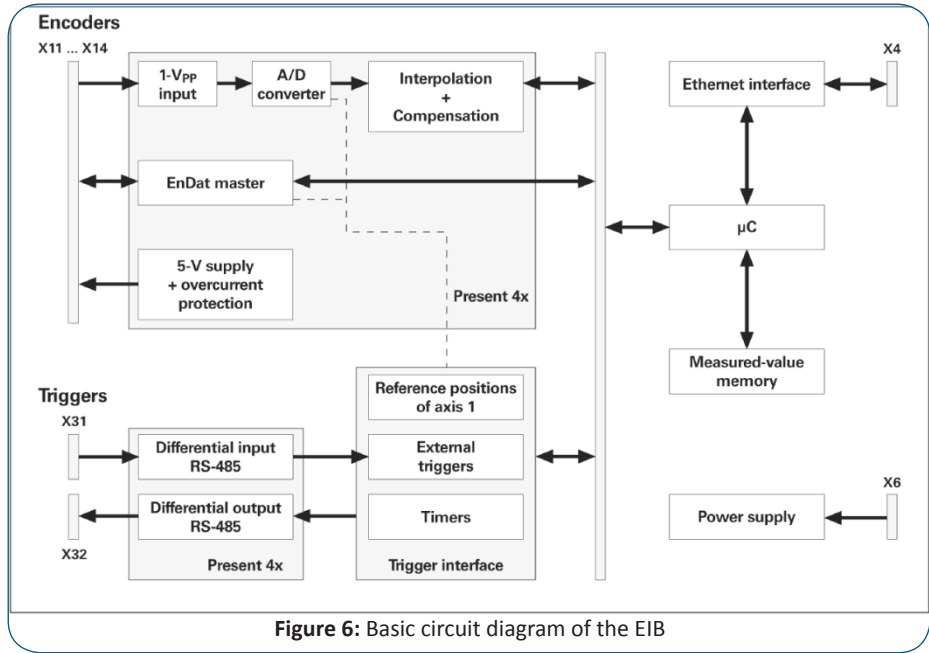 Encoders
X11 ... X14
1-VPP
input
A/D
converter
Interpolation
+
Compensation
EnDat master
5-V supply
+ overcurrent
protection
Present 4x
X4
Ethernet interface
µC
Measured-value
memory
Triggers
X31
Differential input
RS-485
X32
Differential output
RS-485
Present 4x
Reference positions
of axis 1
External
triggers
Timers
Trigger interface
X6
Power supply
Figure 6: Basic circuit diagram of the EIB